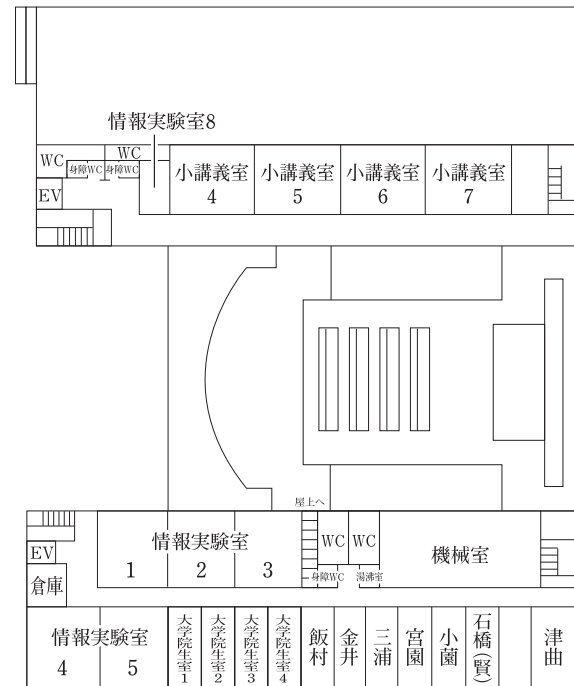 情報実験室8
WC
WC
身障WC
身障WC
EV
小講義室
4
小講義室
5
小講義室
6
小講義室
7
屋上へ
EV
倉庫
情報実験室
1
2
3
WC
WC
身障WC
湯沸室
機械室
情報実験室
4
5
大学院生室1
大学院生室2
大学院生室3
大学院生室4
飯村
金井
三浦
宮園
小薗
石橋(賢)
津曲